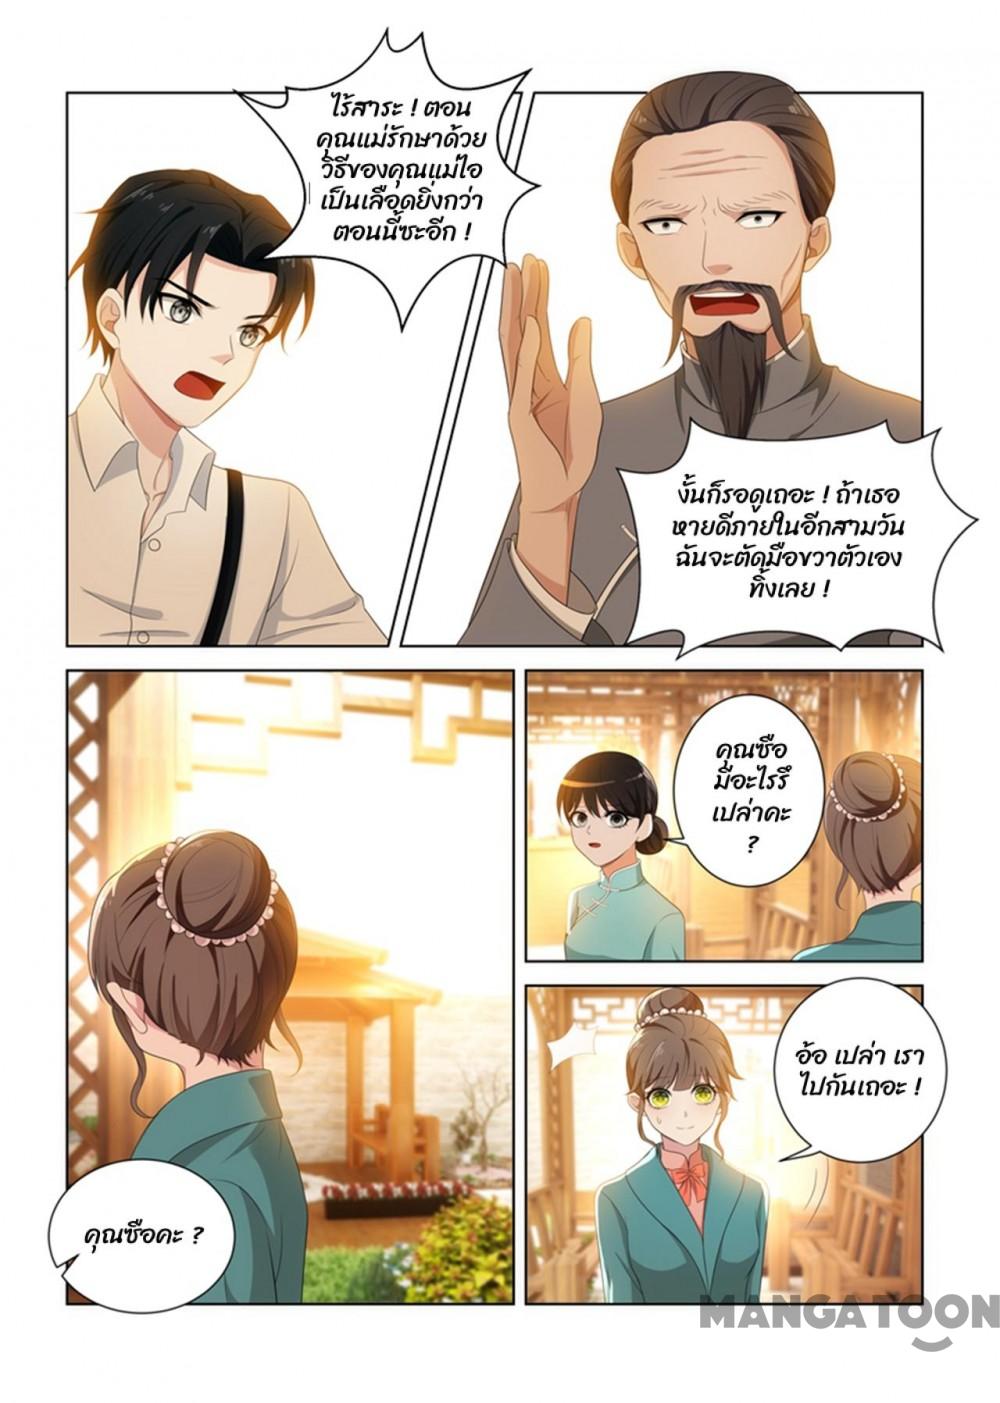 ไร้สาระ ! ตอน
คุณแม่รักษาด้วย
วิธีของคุณแม่ไอ
เป็นเลือดยิ่งกว่า
ตอนนี้ซะอีก !
งั้นก็รอดูเถอะ ! ถ้าเธอ
หายดีภายในอีกสามวัน
ฉันจะตัดมือขวาตัวเอง
ทิ้งเลย !
คุณซือคะ ?
คุณซือ
มีอะไรรึ
เปล่าคะ
?
อ้อ เปล่า เรา
ไปกันเถอะ !
MANGATOON